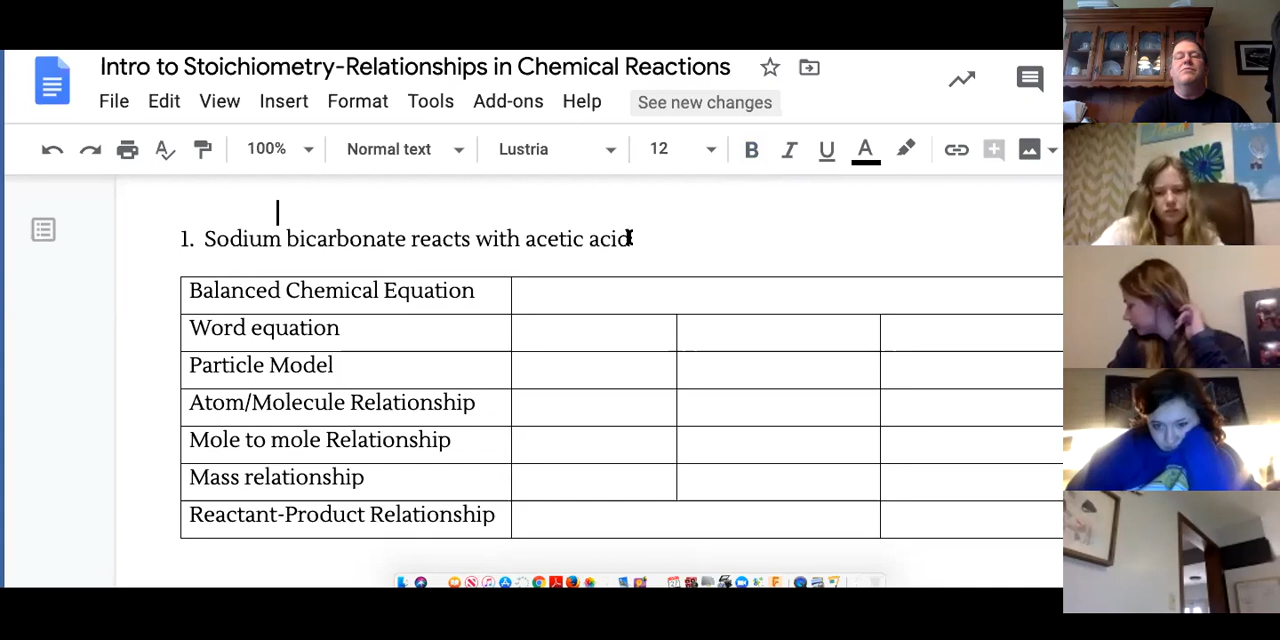 Intro to Stoichiometry-Relationships in Chemical Reactions
File Edit View Insert Format Tools Add-ons Help See new changes
100% Normal text Lustria 12 B I U A
1. Sodium bicarbonate reacts with acetic acid
Balanced Chemical Equation
Word equation
Particle Model
Atom/Molecule Relationship
Mole to mole Relationship
Mass relationship
Reactant-Product Relationship